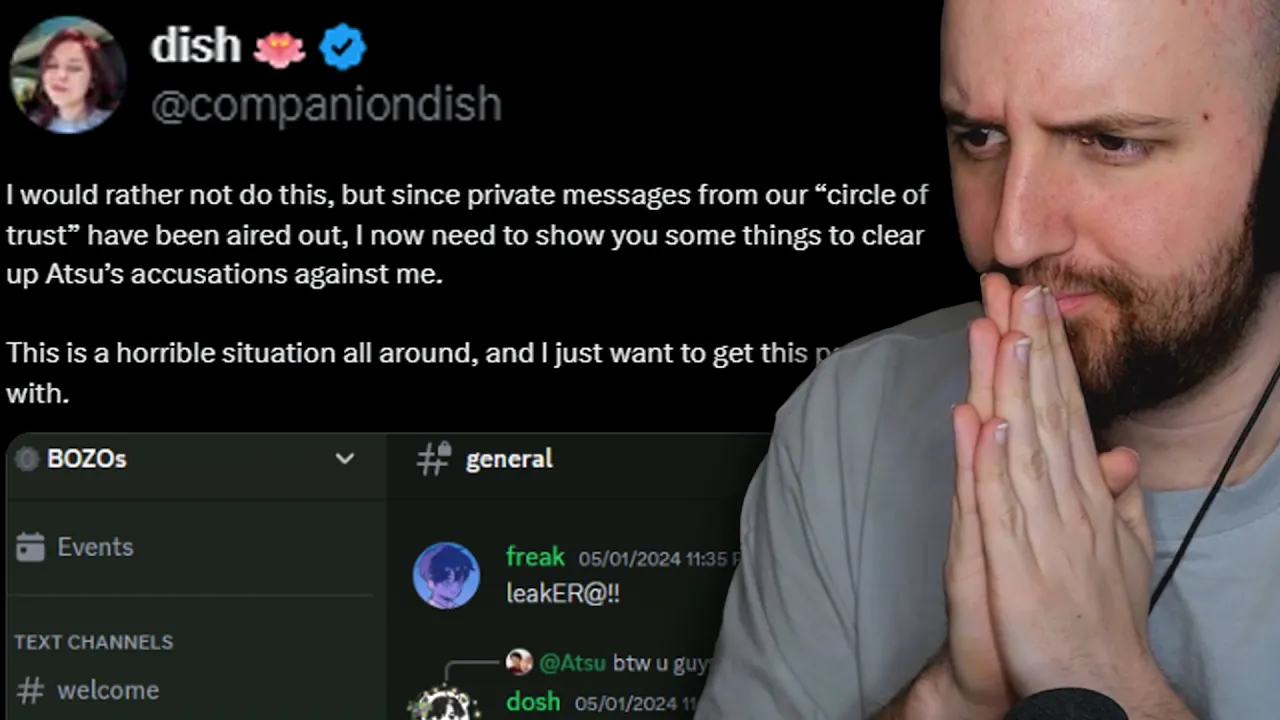 dish
@companiondish
I would rather not do this, but since private messages from our “circle of
trust” have been aired out, I now need to show you some things to clear
up Atsu’s accusations against me.
This is a horrible situation all around, and I just want to get this
with.
BOZOs
general
Events
freak 05/01/2024 11:35
leakER@!!
TEXT CHANNELS
@Atsu btw u guy
# welcome
dosh 05/01/2024 11